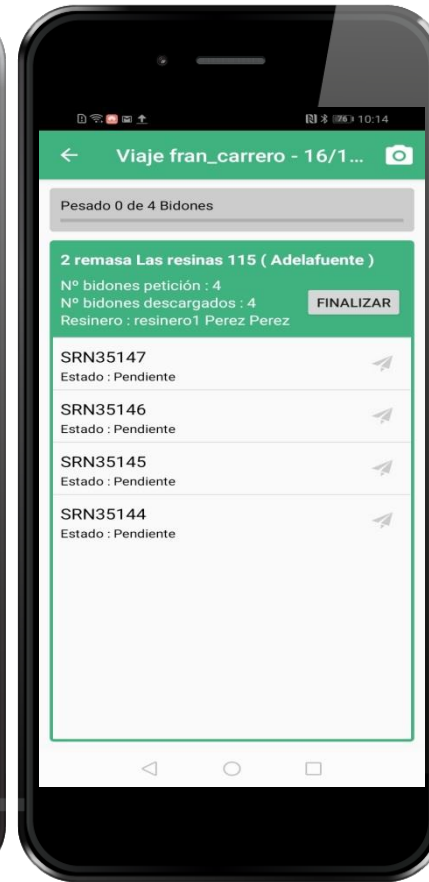 76 10:14
Viaje fran_carrero - 16/1...
Pesado 0 de 4 Bidones
2 remasa Las resinas 115 ( Adelafuente )
Nº bidones petición : 4
Nº bidones descargados : 4
FINALIZAR
Resinero : resinero1 Perez Perez
SRN35147
Estado : Pendiente
SRN35146
Estado : Pendiente
SRN35145
Estado : Pendiente
SRN35144
Estado : Pendiente